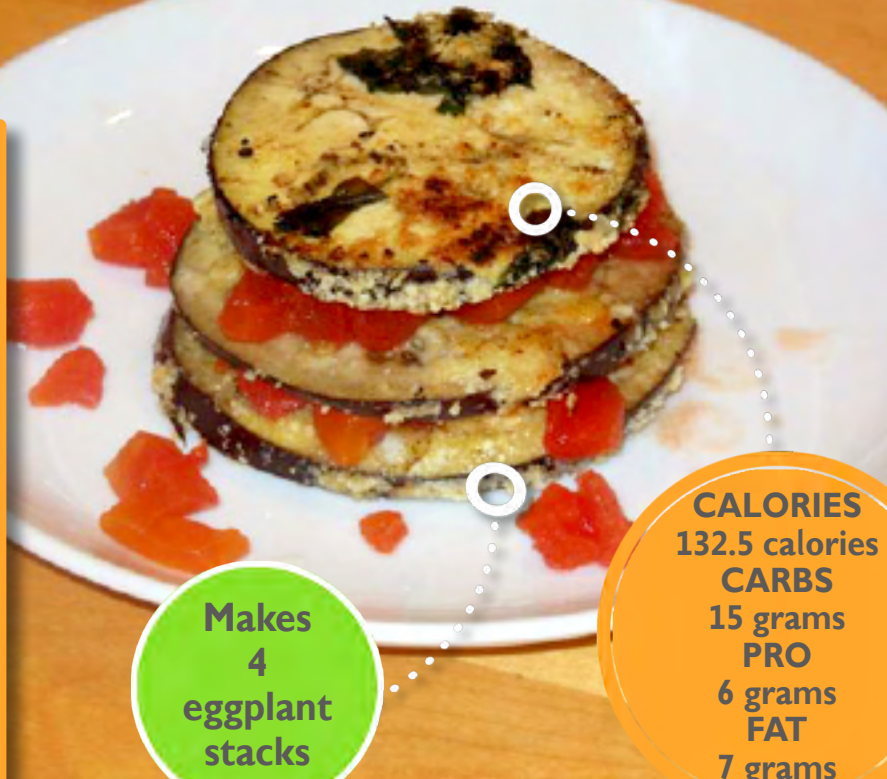 Makes
4
eggplant
stacks
CALORIES
132.5 calories
CARBS
15 grams
PRO
6 grams
FAT
7 grams